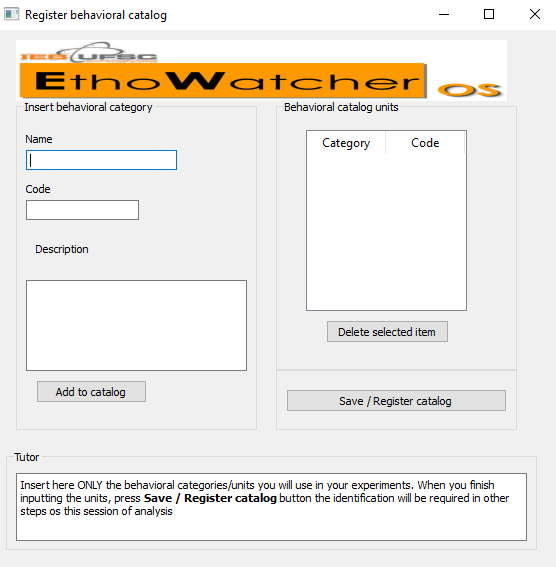 Register behavioral catalog
IEB UFSC
EthoWatcher OS
Insert behavioral category
Name
Code
Description
Add to catalog
Behavioral catalog units
Category Code
Delete selected item
Save / Register catalog
Tutor
Insert here ONLY the behavioral categories/units you will use in your experiments. When you finish
inputting the units, press Save / Register catalog button the identification will be required in other
steps os this session of analysis